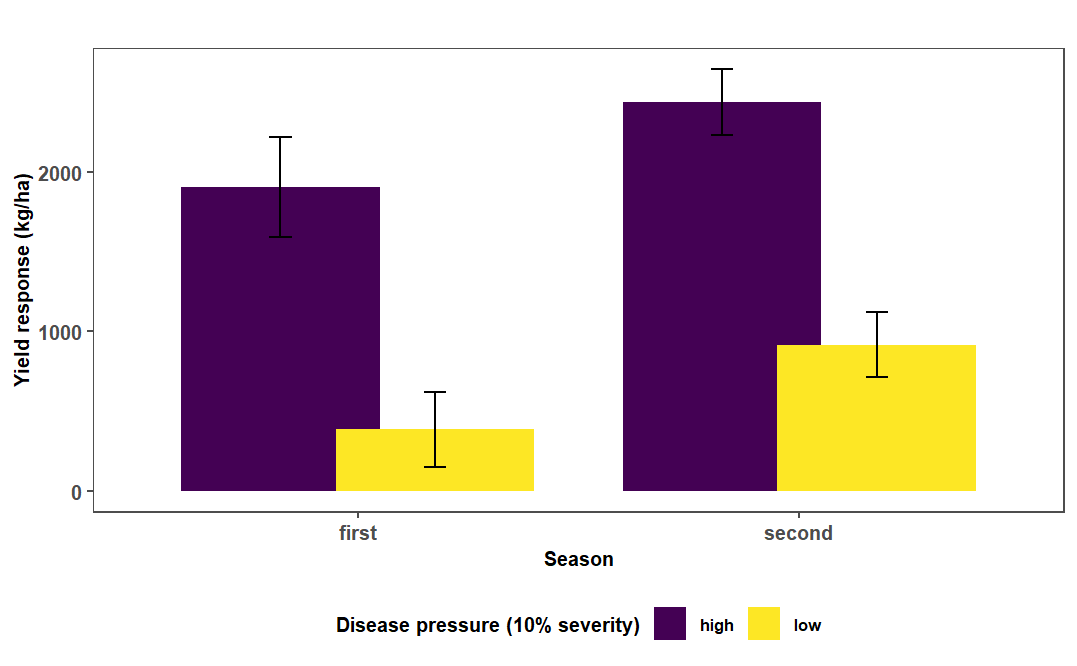 Yield response (kg/ha)
2000
1000
0
first second
Season
Disease pressure (10% severity) high low